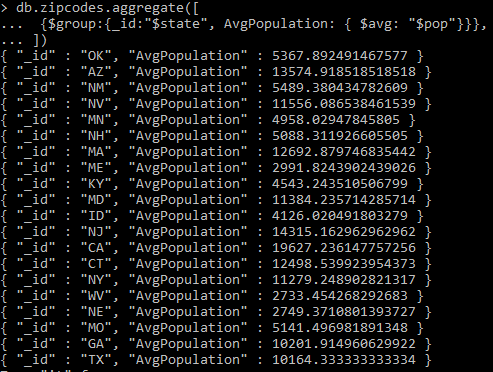 > db.zipcodes.aggregate([
... {$group:{_id:"$state", AvgPopulation: { $avg: "$pop"}}},
... ])
{ "_id" : "OK", "AvgPopulation" : 5367.892491467577 }
{ "_id" : "AZ", "AvgPopulation" : 13574.918518518518 }
{ "_id" : "NM", "AvgPopulation" : 5489.380434782609 }
{ "_id" : "NV", "AvgPopulation" : 11556.086538461539 }
{ "_id" : "MN", "AvgPopulation" : 4958.02947845805 }
{ "_id" : "NH", "AvgPopulation" : 5088.311926605505 }
{ "_id" : "MA", "AvgPopulation" : 12692.879746835442 }
{ "_id" : "ME", "AvgPopulation" : 2991.8243902439026 }
{ "_id" : "KY", "AvgPopulation" : 4543.243510506799 }
{ "_id" : "MD", "AvgPopulation" : 11384.235714285714 }
{ "_id" : "ID", "AvgPopulation" : 4126.020491803279 }
{ "_id" : "NJ", "AvgPopulation" : 14315.162962962962 }
{ "_id" : "CA", "AvgPopulation" : 19627.236147757256 }
{ "_id" : "CT", "AvgPopulation" : 12498.539923954373 }
{ "_id" : "NY", "AvgPopulation" : 11279.248902821317 }
{ "_id" : "WV", "AvgPopulation" : 2733.454268292683 }
{ "_id" : "NE", "AvgPopulation" : 2749.3710801393727 }
{ "_id" : "MO", "AvgPopulation" : 5141.496981891348 }
{ "_id" : "GA", "AvgPopulation" : 10201.914960629922 }
{ "_id" : "TX", "AvgPopulation" : 10164.333333333334 }